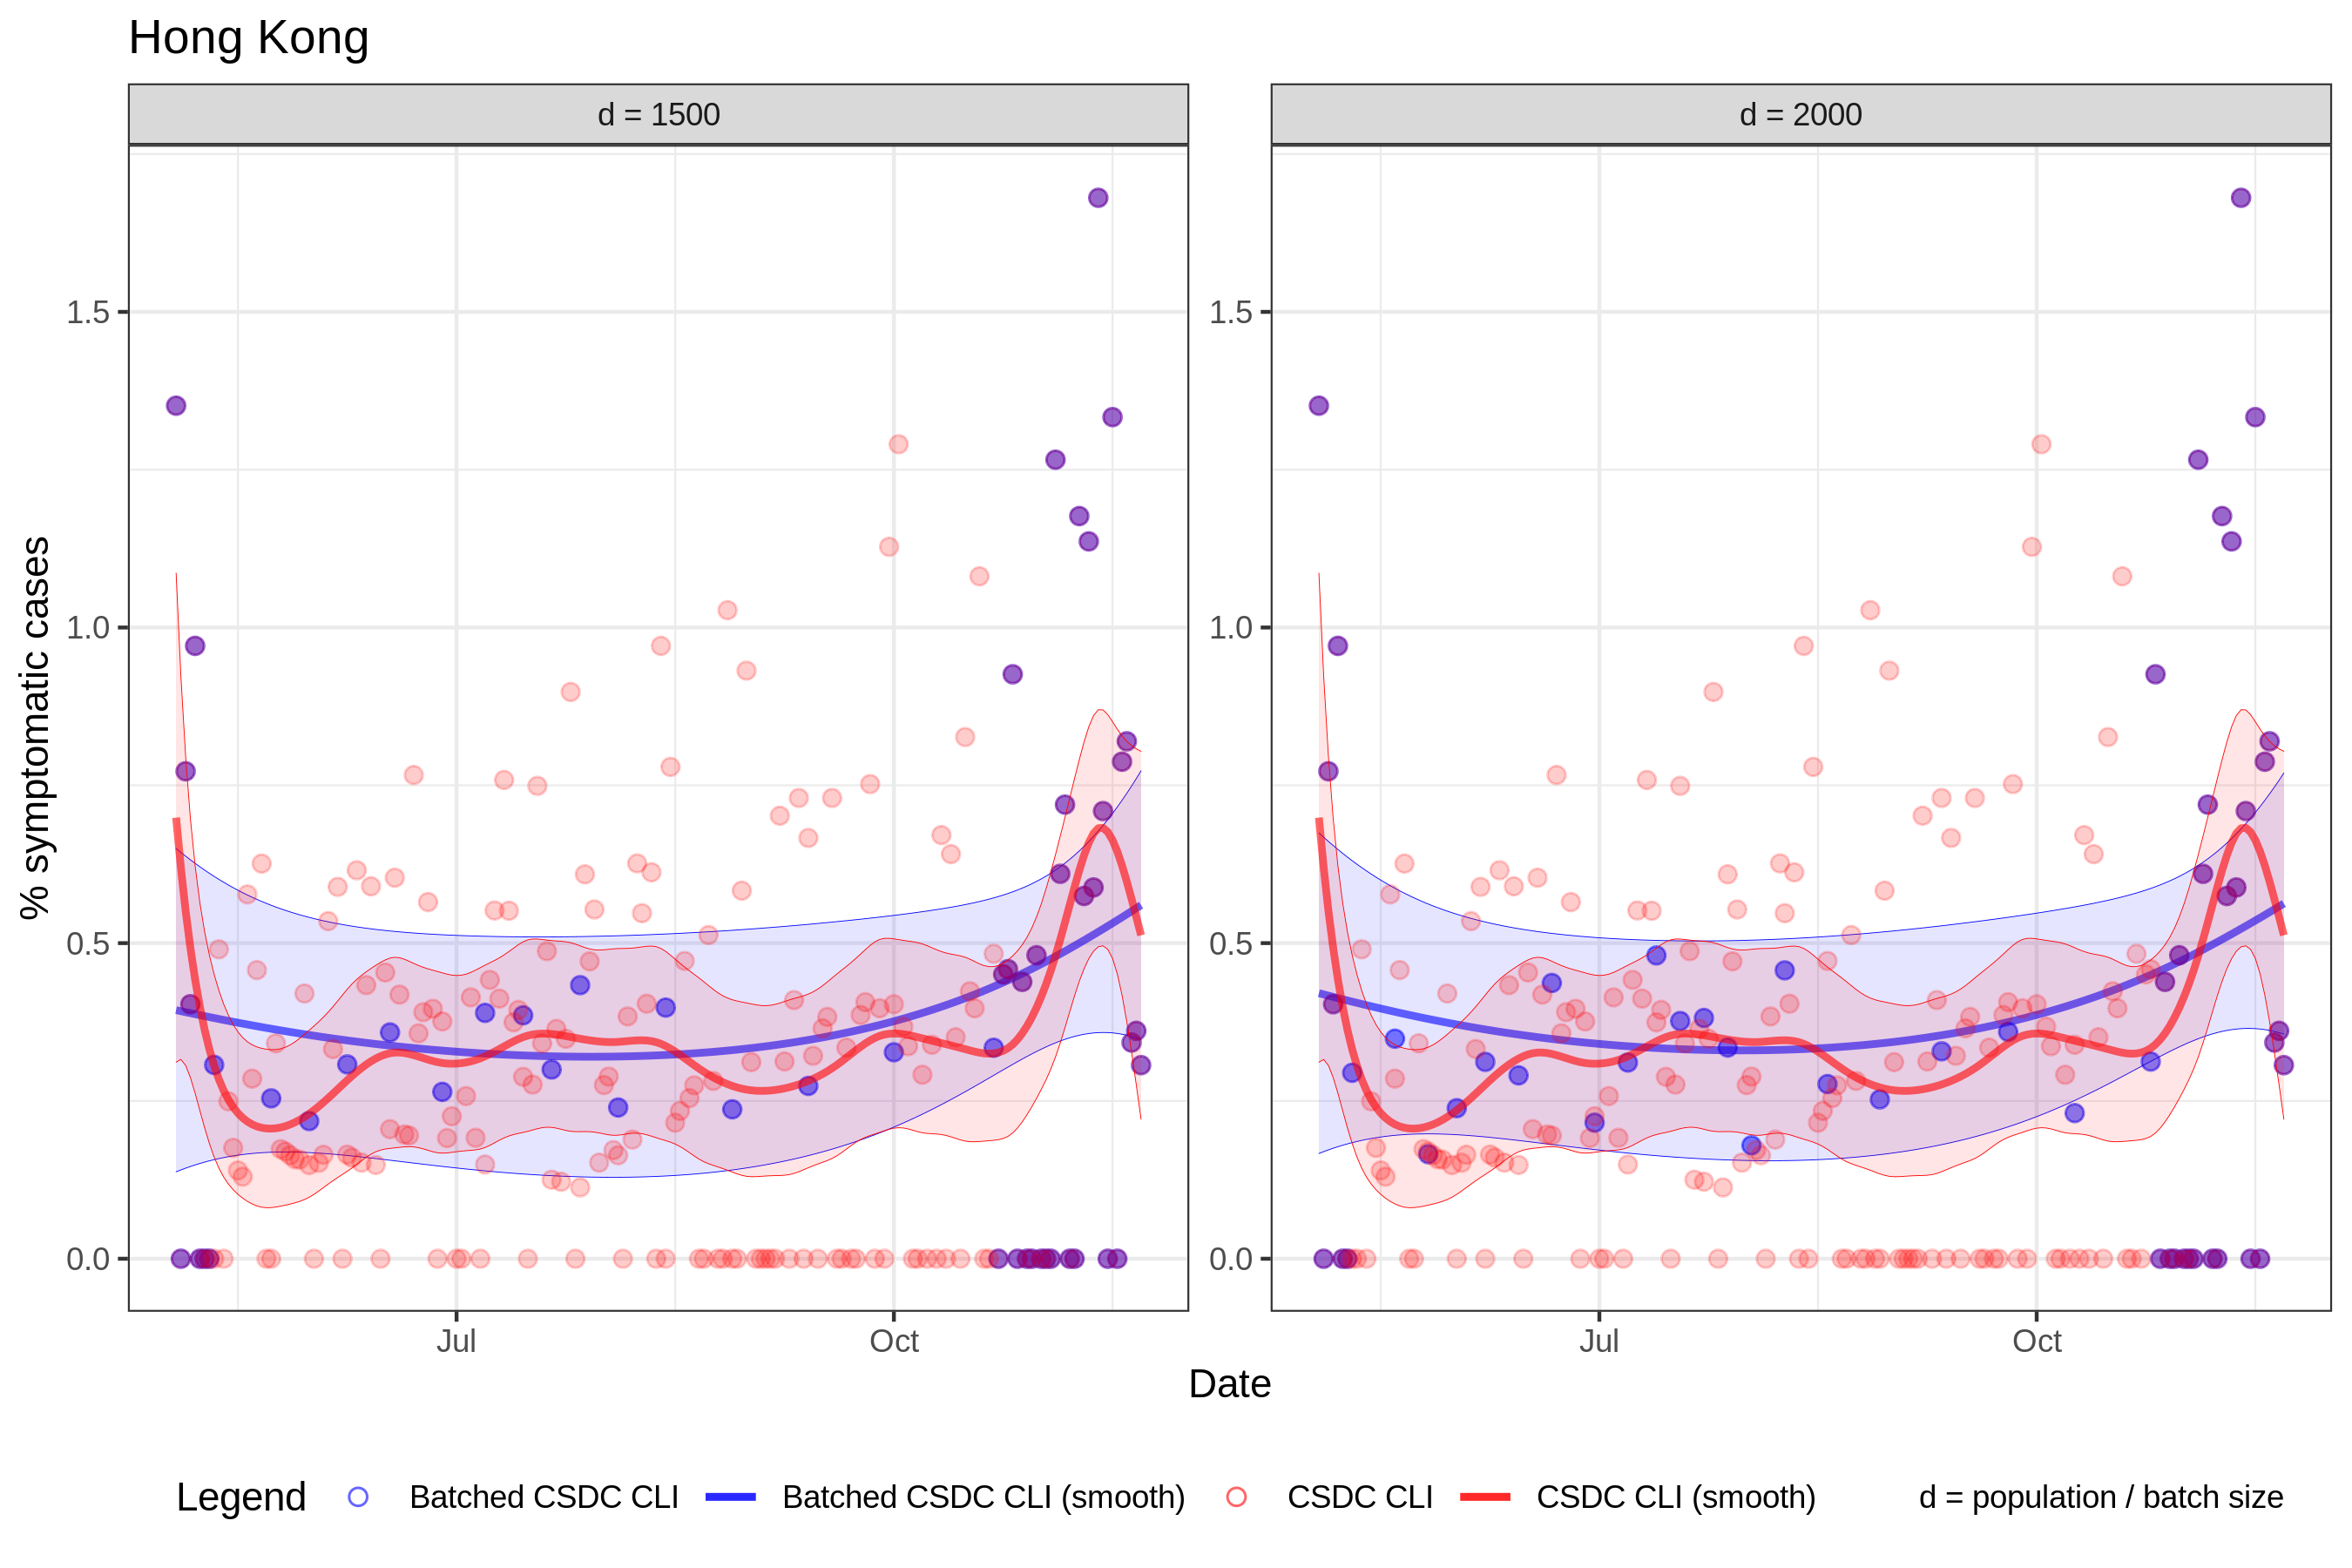 Hong Kong
d = 1500
d = 2000
% symptomatic cases
1.5
1.0
0.5
0.0
1.5
1.0
0.5
0.0
Jul
Oct
Jul
Oct
Date
Legend
Batched CSDC CLI
Batched CSDC CLI (smooth)
CSDC CLI
CSDC CLI (smooth)
d = population / batch size